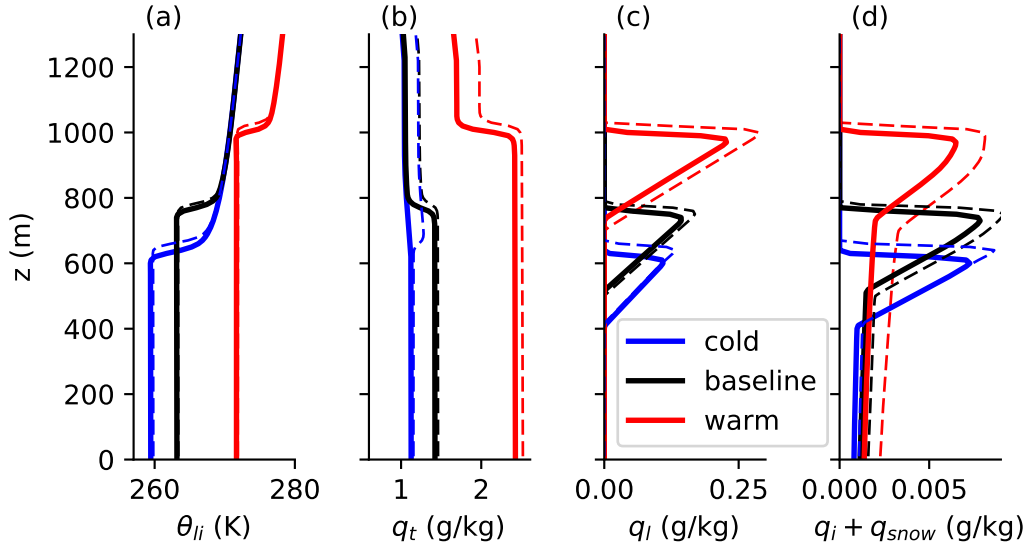 (a) (b) (c) (d)
1200
1000
800
600
400
200
0
z (m)
cold
baseline
warm
260 280 1 2 0.00 0.25 0.000 0.005
θli (K) qt (g/kg) ql (g/kg) qi + qsnow (g/kg)